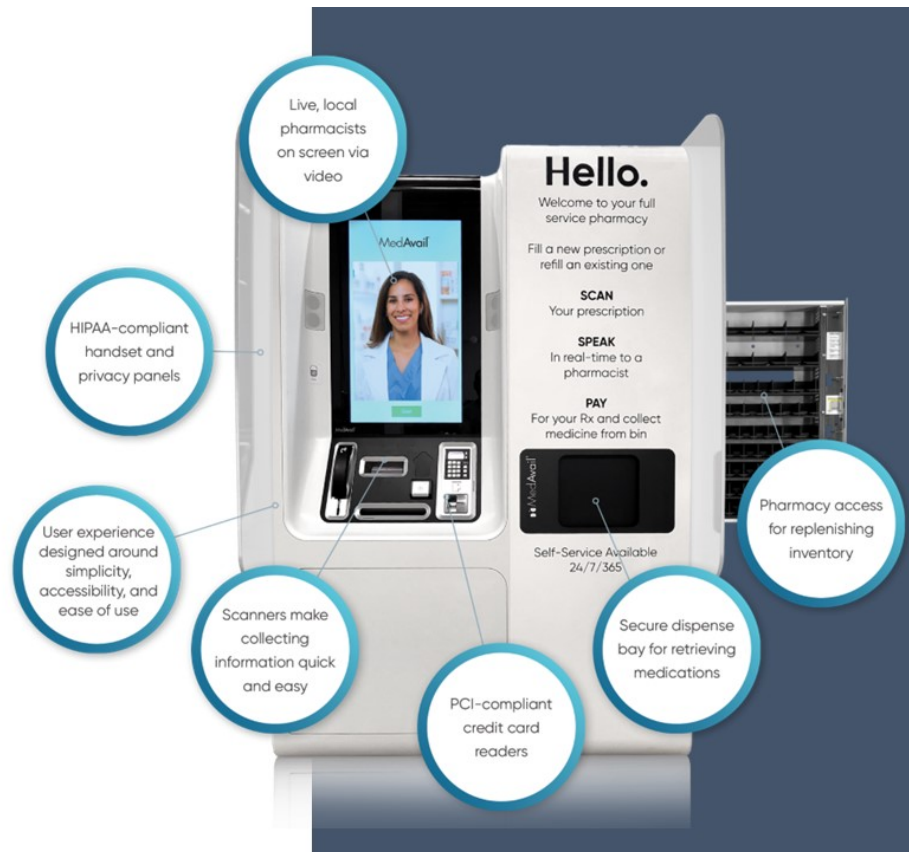 Live, local
pharmacists
on screen via
video
Hello.
Welcome to your full
service pharmacy
Fill a new prescription or
refill an existing one
SCAN
Your prescription
SPEAK
In real-time to a
pharmacist
PAY
For your Rx and collect
medicine from bin
MedAvail
HIPAA-compliant
handset and
privacy panels
MedAvail
MedAvail
Self-Service Available
24/7/365
Pharmacy access
for replenishing
inventory
User experience
designed around
simplicity,
accessibility, and
ease of use
Scanners make
collecting
information quick
and easy
Secure dispense
bay for retrieving
medications
PCI-compliant
credit card
readers